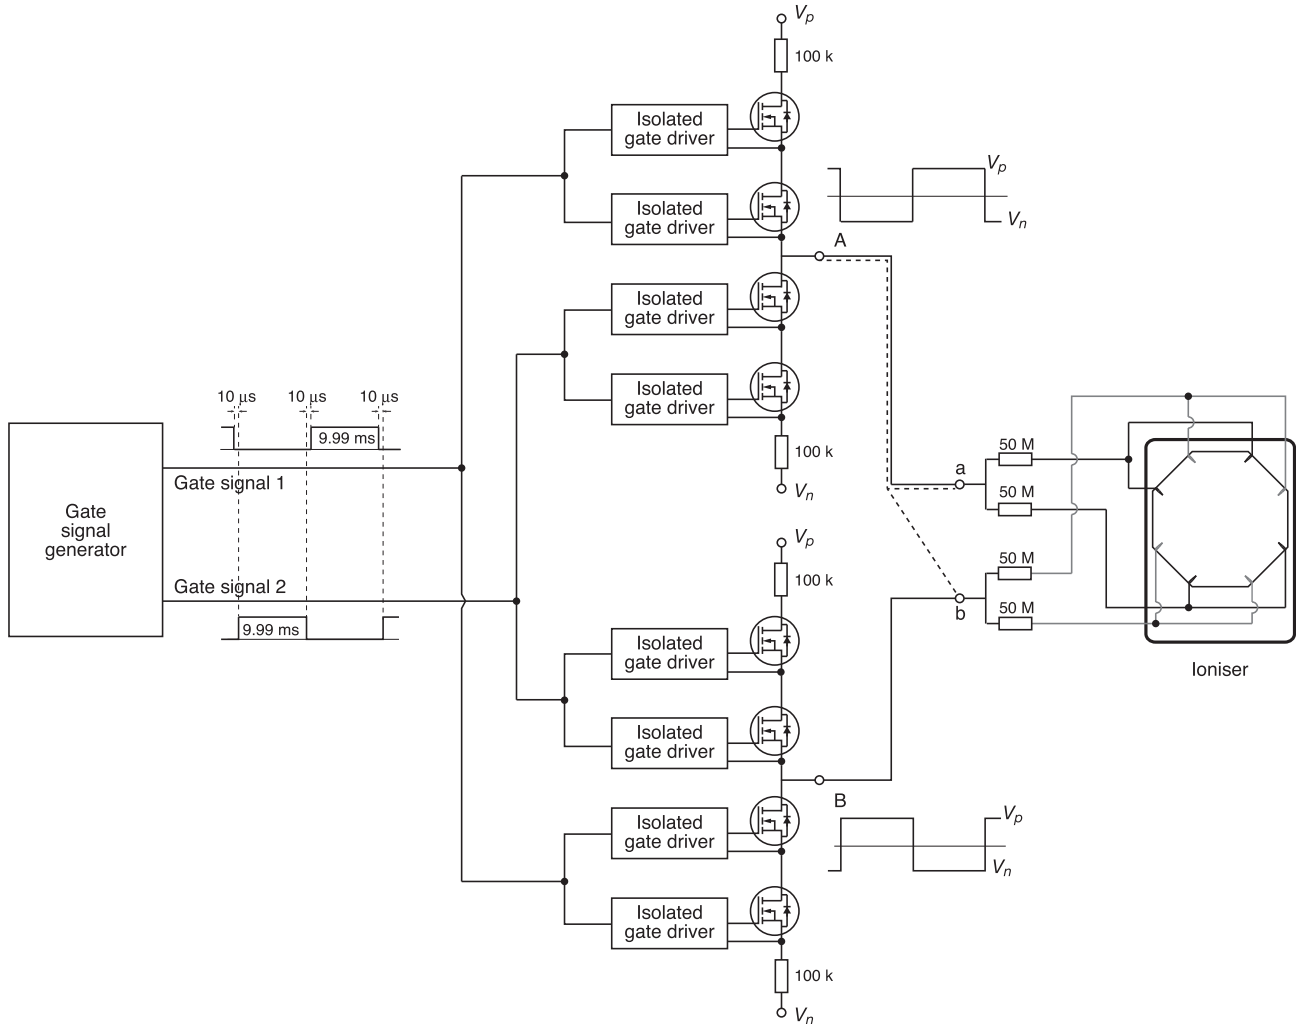 Vp
100 k
Isolated
gate driver
Isolated
gate driver
Vp
Vn
A
Isolated
gate driver
Isolated
gate driver
100 k
Vn
10 µs
10 µs
10 µs
9.99 ms
Gate signal 1
Gate
signal
generator
Gate signal 2
9.99 ms
Vp
100 k
Isolated
gate driver
Isolated
gate driver
B
Vp
Vn
Isolated
gate driver
Isolated
gate driver
100 k
Vn
a
50 M
50 M
50 M
b
50 M
Ioniser